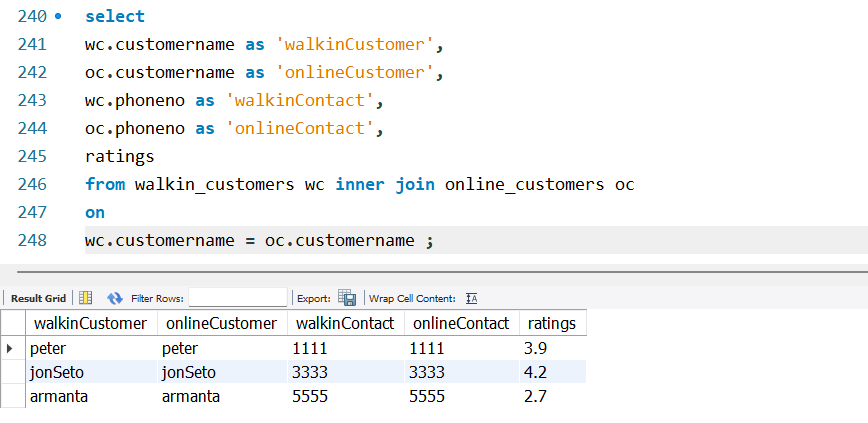 240 select
241 wc.customername as 'walkinCustomer',
242 oc.customername as 'onlineCustomer',
243 wc.phoneno as 'walkinContact',
244 oc.phoneno as 'onlineContact',
245 ratings
246 from walkin_customers wc inner join online_customers oc
247 on
248 wc.customername = oc.customername ;
Result Grid Filter Rows: Export: Wrap Cell Content: IA
walkinCustomer onlineCustomer walkinContact onlineContact ratings
peter peter 1111 1111 3.9
jonSeto jonSeto 3333 3333 4.2
armanta armanta 5555 5555 2.7